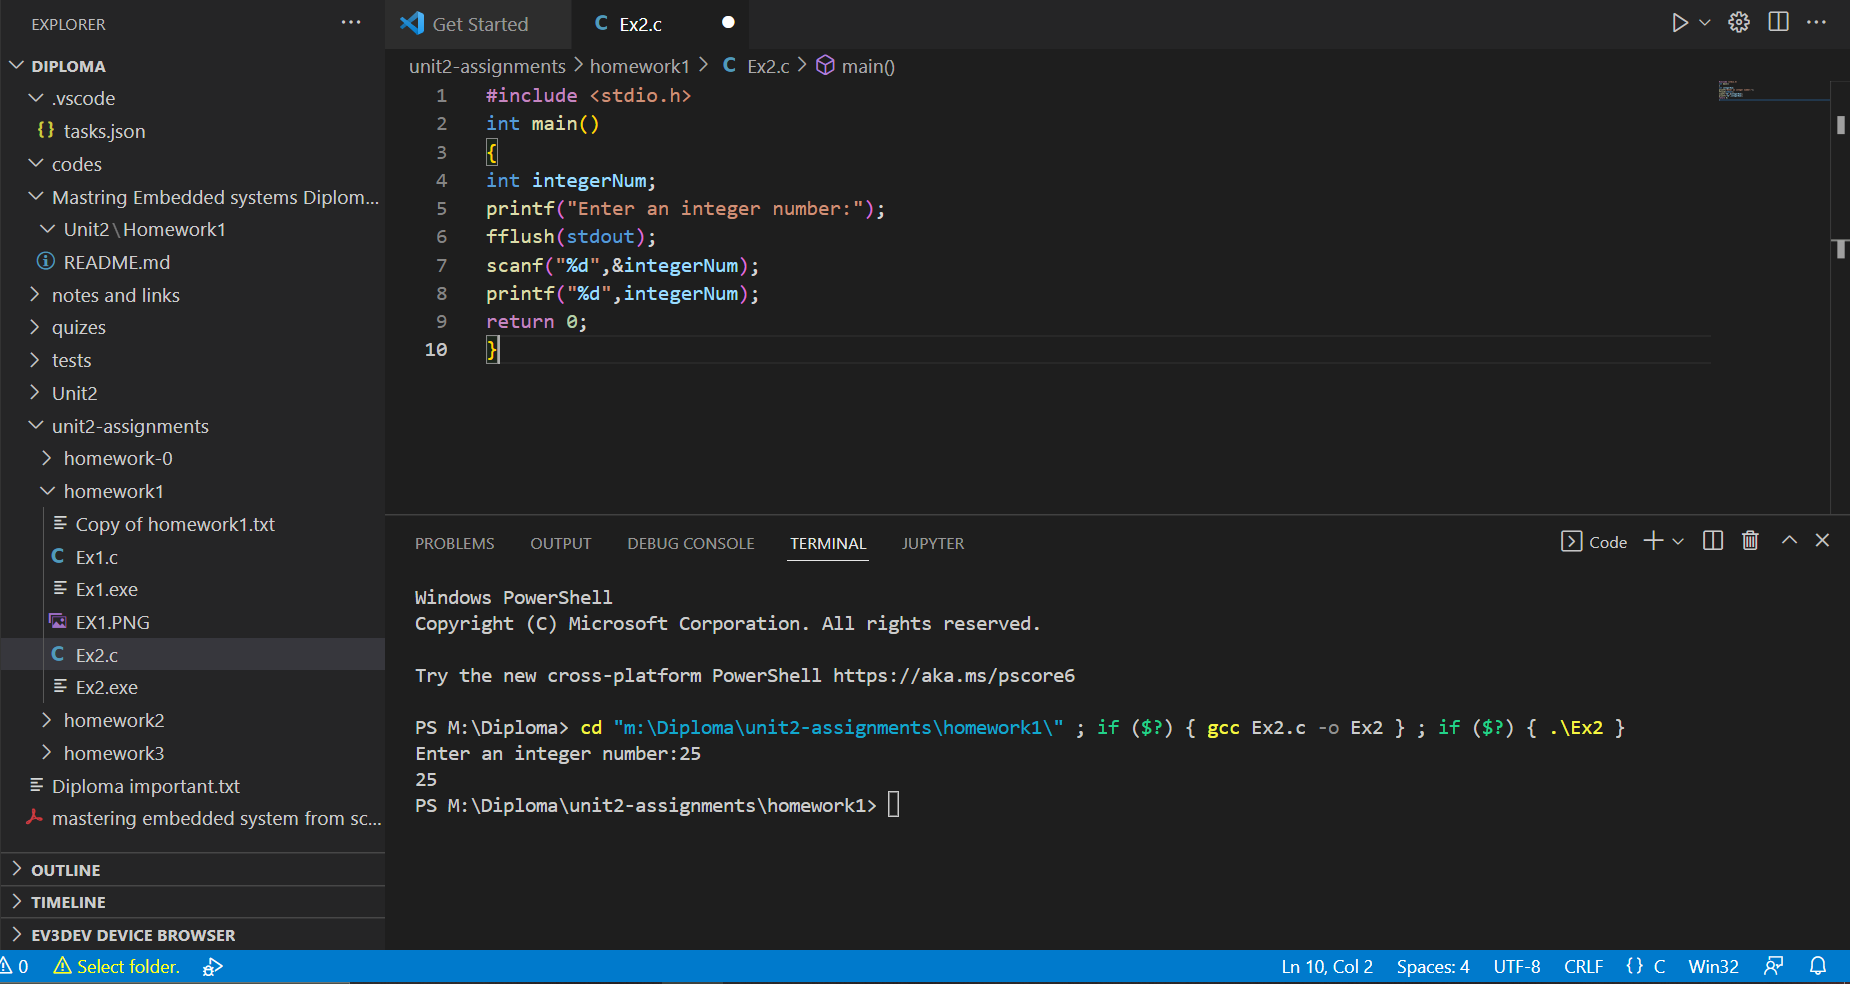 EXPLORER
DIPLOMA
.vscode
{} tasks.json
codes
Mastring Embedded systems Diplom...
Unit2\Homework1
README.md
notes and links
quizes
tests
Unit2
unit2-assignments
homework-0
homework1
Copy of homework1.txt
C Ex1.c
Ex1.exe
EX1.PNG
C Ex2.c
Ex2.exe
homework2
homework3
Diploma important.txt
mastering embedded system from sc...
OUTLINE
TIMELINE
EV3DEV DEVICE BROWSER
Get Started
C Ex2.c
unit2-assignments > homework1 > C Ex2.c > main()
1 #include <stdio.h>
2 int main()
3 {
4 int integerNum;
5 printf("Enter an integer number:");
6 fflush(stdout);
7 scanf("%d",&integerNum);
8 printf("%d",integerNum);
9 return 0;
10 }
PROBLEMS OUTPUT DEBUG CONSOLE TERMINAL JUPYTER
Code
Windows PowerShell
Copyright (C) Microsoft Corporation. All rights reserved.
Try the new cross-platform PowerShell https://aka.ms/pscore6
PS M:\Diploma> cd "m:\Diploma\unit2-assignments\homework1\" ; if ($?) { gcc Ex2.c -o Ex2 } ; if ($?) { .\Ex2 }
Enter an integer number:25
25
PS M:\Diploma\unit2-assignments\homework1>
0 Select folder. Ln 10, Col 2 Spaces: 4 UTF-8 CRLF {} C Win32